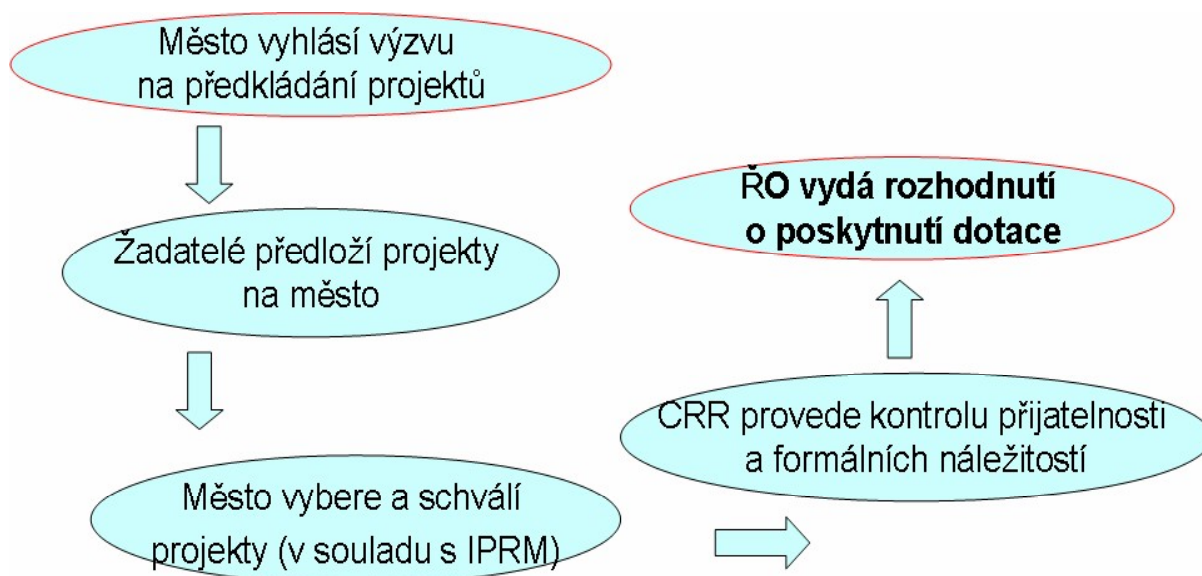 Město vyhlásí výzvu
na předkládání projektů
Žadatelé předloží projekty
na město
Město vybere a schválí
projekty (v souladu s IPRM)
CRR provede kontrolu přijatelnosti
a formálních náležitostí
ŘO vydá rozhodnutí
o poskytnutí dotace